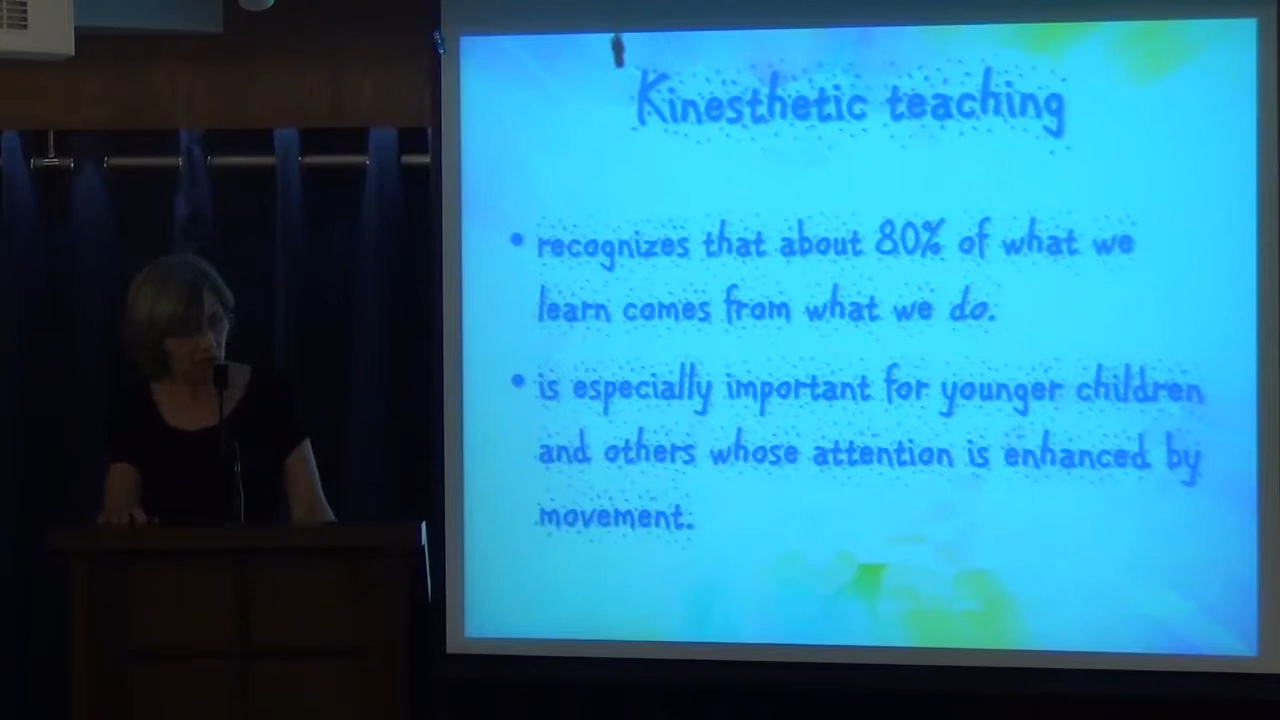 Kinesthetic teaching
• recognizes that about 80% of what we
learn comes from what we do.
• is especially important for younger children
and others whose attention is enhanced by
movement.